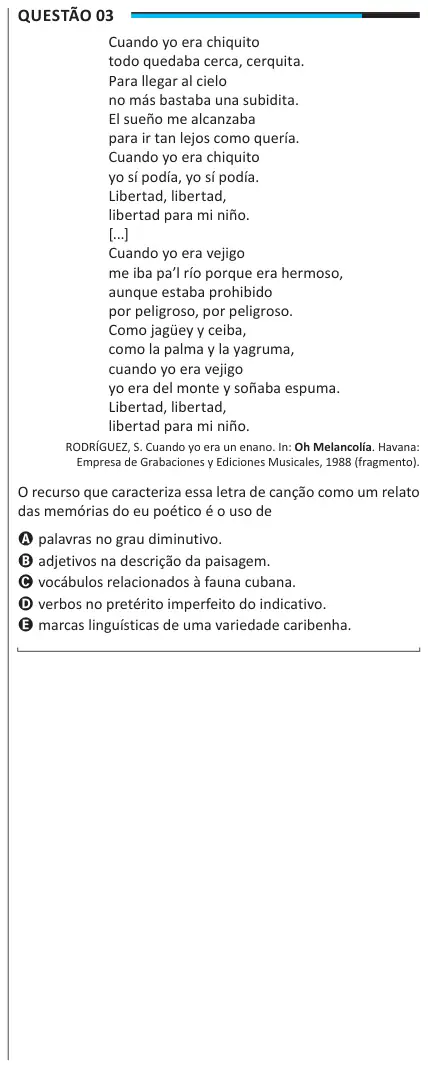 QUESTÃO 03
Cuando yo era chiquito
todo quedaba cerca, cerquita.
Para llegar al cielo
no más bastaba una subidita.
El sueño me alcanzaba
para ir tan lejos como quería.
Cuando yo era chiquito
yo sí podía, yo sí podía.
Libertad, libertad,
libertad para mi niño.
[...]
Cuando yo era vejigo
me iba pa’l río porque era hermoso,
aunque estaba prohibido
por peligroso, por peligroso.
Como jagüey y ceiba,
como la palma y la yagruma,
cuando yo era vejigo
yo era del monte y soñaba espuma.
Libertad, libertad,
libertad para mi niño.
RODRÍGUEZ, S. Cuando yo era un enano. In: Oh Melancolía. Havana:
Empresa de Grabaciones y Ediciones Musicales, 1988 (fragmento).
O recurso que caracteriza essa letra de canção como um relato
das memórias do eu poético é o uso de
A palavras no grau diminutivo.
B adjetivos na descrição da paisagem.
C vocábulos relacionados à fauna cubana.
D verbos no pretérito imperfeito do indicativo.
E marcas linguísticas de uma variedade caribenha.